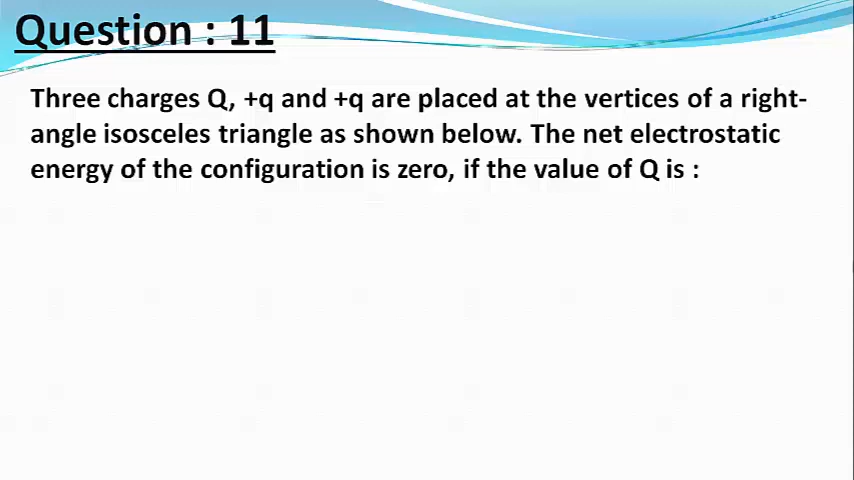 Question : 11
Three charges Q, +q and +q are placed at the vertices of a right-
angle isosceles triangle as shown below. The net electrostatic
energy of the configuration is zero, if the value of Q is :